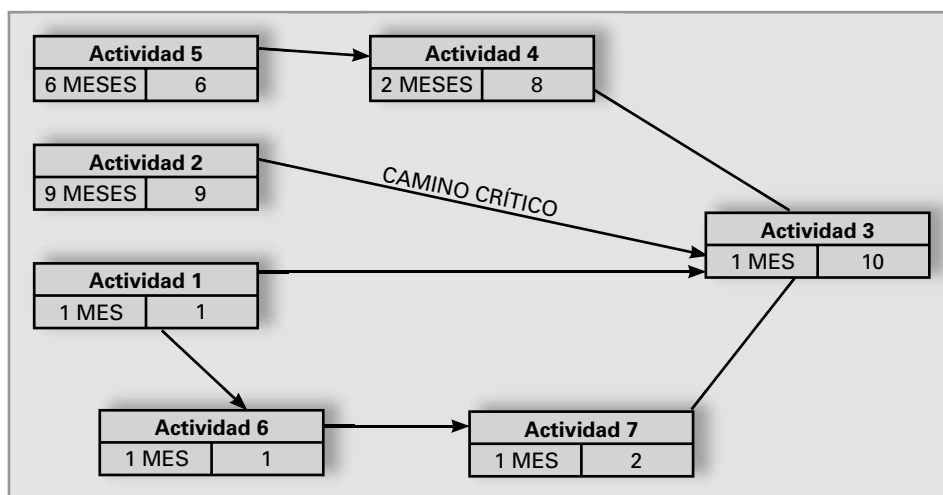 Actividad 5
6 MESES 6
Actividad 4
2 MESES 8
Actividad 2
9 MESES 9
CAMINO CRÍTICO
Actividad 3
1 MES 10
Actividad 1
1 MES 1
Actividad 6
1 MES 1
Actividad 7
1 MES 2